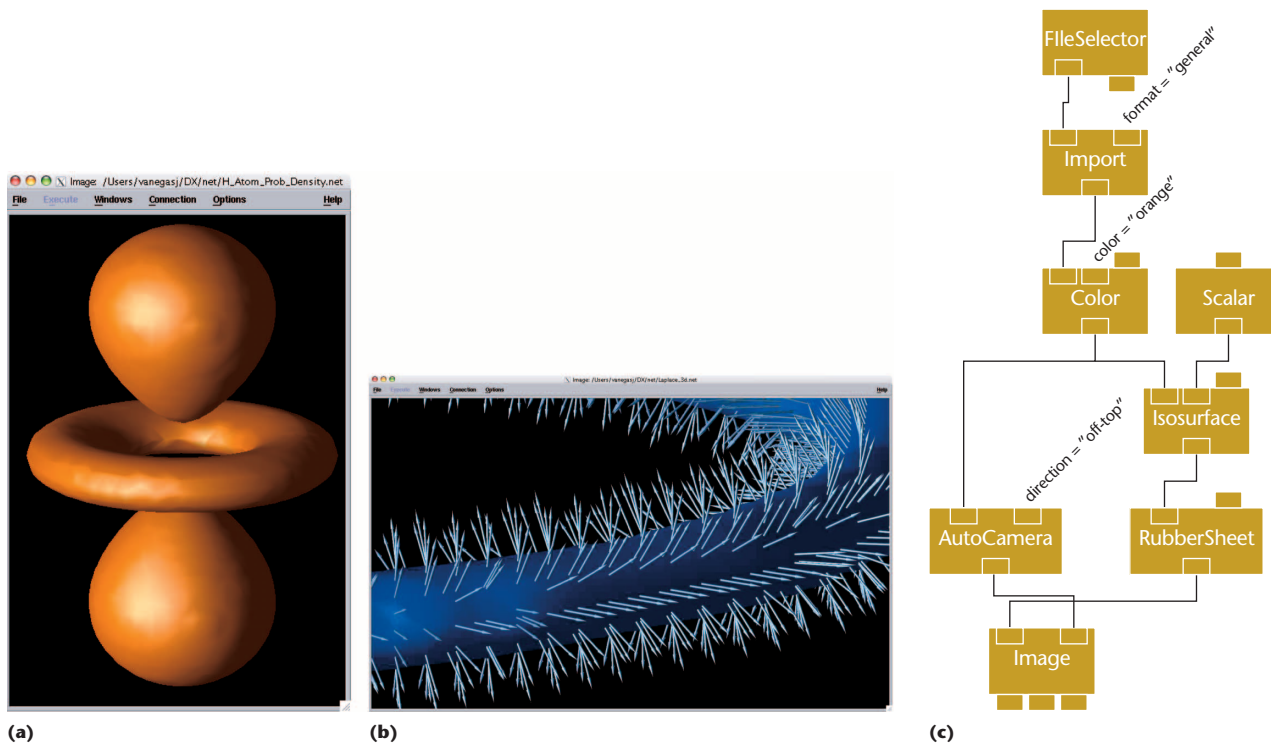 Image: /Users/vanegasj/DX/net/H_Atom_Prob_Density.net
File Execute Windows Connection Options Help
(a)
Image: /Users/vanegasj/DX/net/Laplace_3d.net
File Execute Windows Connection Options Help
(b)
FIleSelector
format = "general"
Import
color = "orange"
Color
Scalar
direction = "off-top"
Isosurface
AutoCamera
RubberSheet
Image
(c)